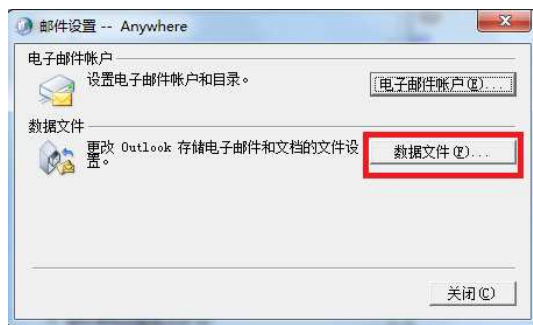 邮件设置 -- Anywhere
电子邮件帐户
设置电子邮件帐户和目录。
电子邮件帐户(E)...
数据文件
更改 Outlook 存储电子邮件和文档的文件设
置。
数据文件(F)...
关闭(C)